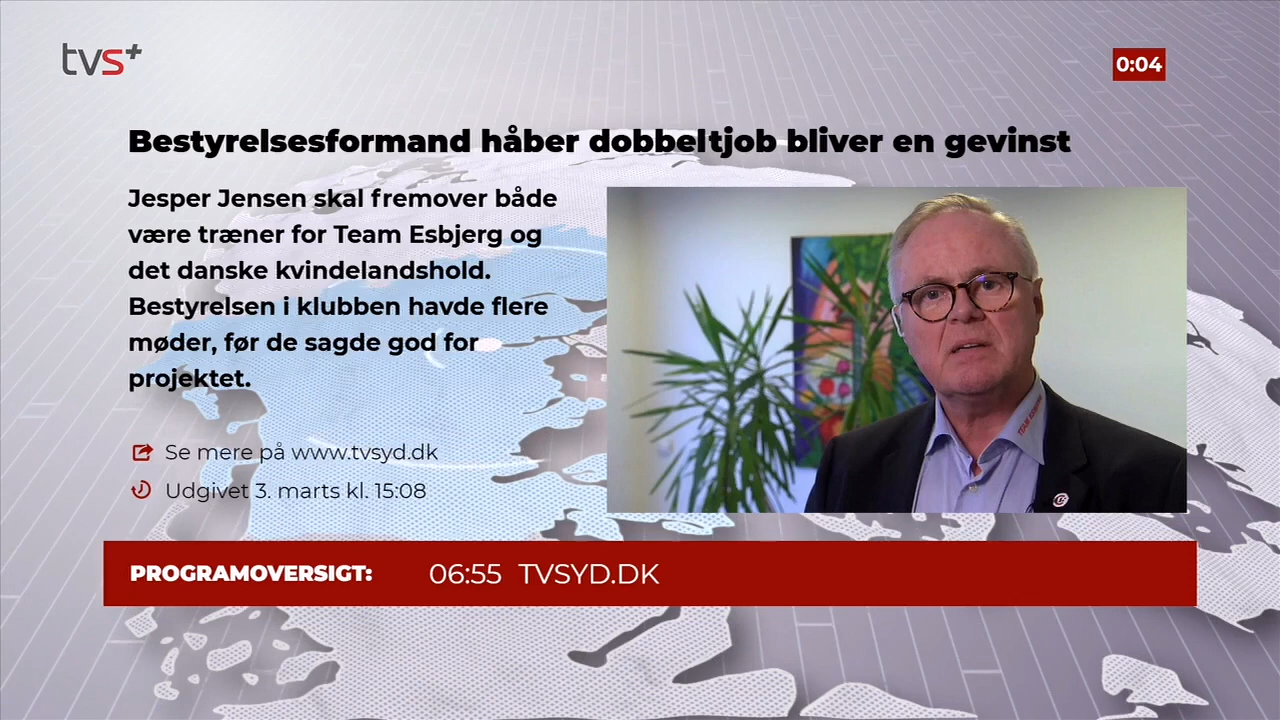 tvs+
0:04
Bestyrelsesformand håber dobbeltjob bliver en gevinst
Jesper Jensen skal fremover både
være træner for Team Esbjerg og
det danske kvindelandshold.
Bestyrelsen i klubben havde flere
møder, før de sagde god for
projektet.
TEAM ESBJERG
Se mere på www.tvsyd.dk
Udgivet 3. marts kl. 15:08
PROGRAMOVERSIGT: 06:55 TVSYD.DK